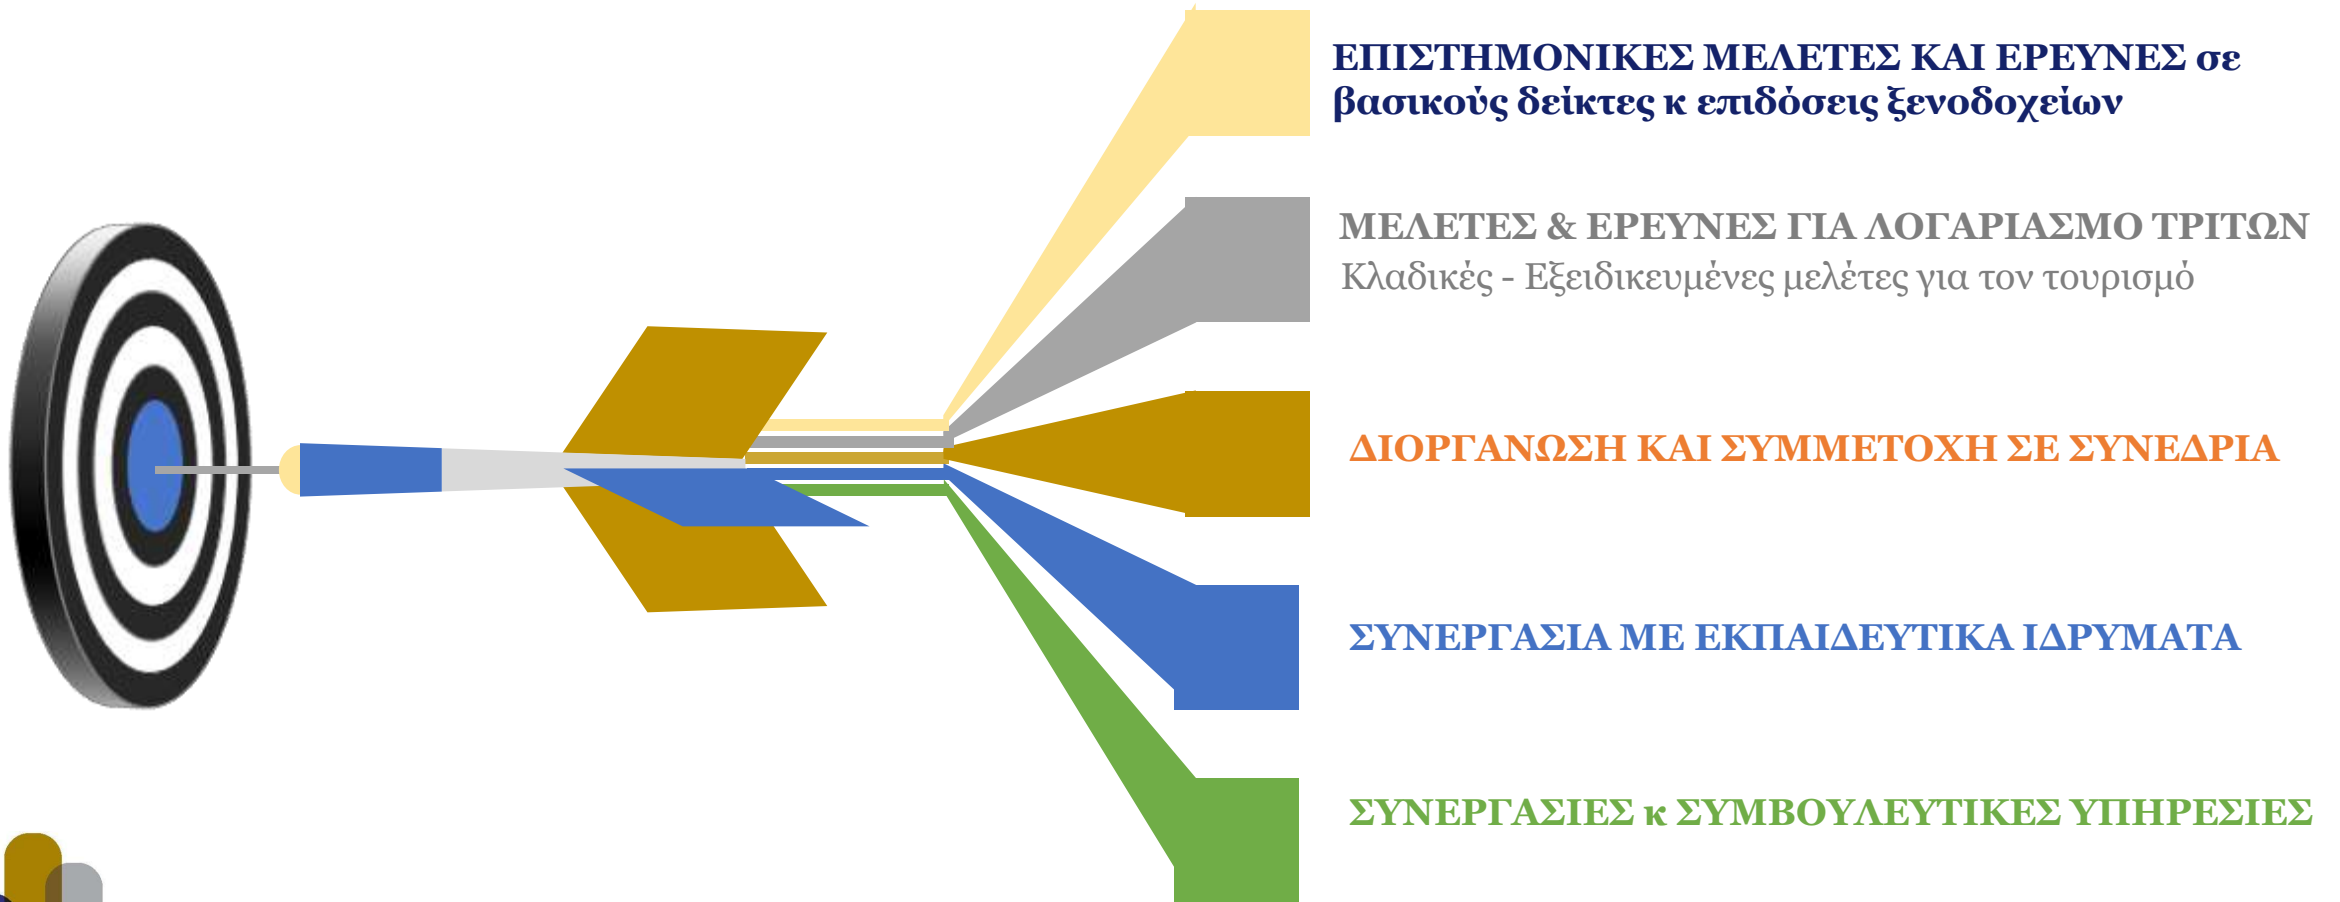 ΕΠΙΣΤΗΜΟΝΙΚΕΣ ΜΕΛΕΤΕΣ ΚΑΙ ΕΡΕΥΝΕΣ σε
βασικούς δείκτες κ επιδόσεις ξενοδοχείων
ΜΕΛΕΤΕΣ & ΕΡΕΥΝΕΣ ΓΙΑ ΛΟΓΑΡΙΑΣΜΟ ΤΡΙΤΩΝ
Κλαδικές - Εξειδικευμένες μελέτες για τον τουρισμό
ΔΙΟΡΓΑΝΩΣΗ ΚΑΙ ΣΥΜΜΕΤΟΧΗ ΣΕ ΣΥΝΕΔΡΙΑ
ΣΥΝΕΡΓΑΣΙΑ ΜΕ ΕΚΠΑΙΔΕΥΤΙΚΑ ΙΔΡΥΜΑΤΑ
ΣΥΝΕΡΓΑΣΙΕΣ κ ΣΥΜΒΟΥΛΕΥΤΙΚΕΣ ΥΠΗΡΕΣΙΕΣ